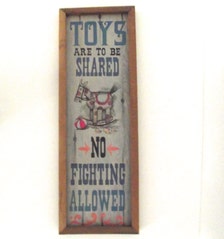 TOYS
ARE TO BE
SHARED
NO
FIGHTING
ALLOWED